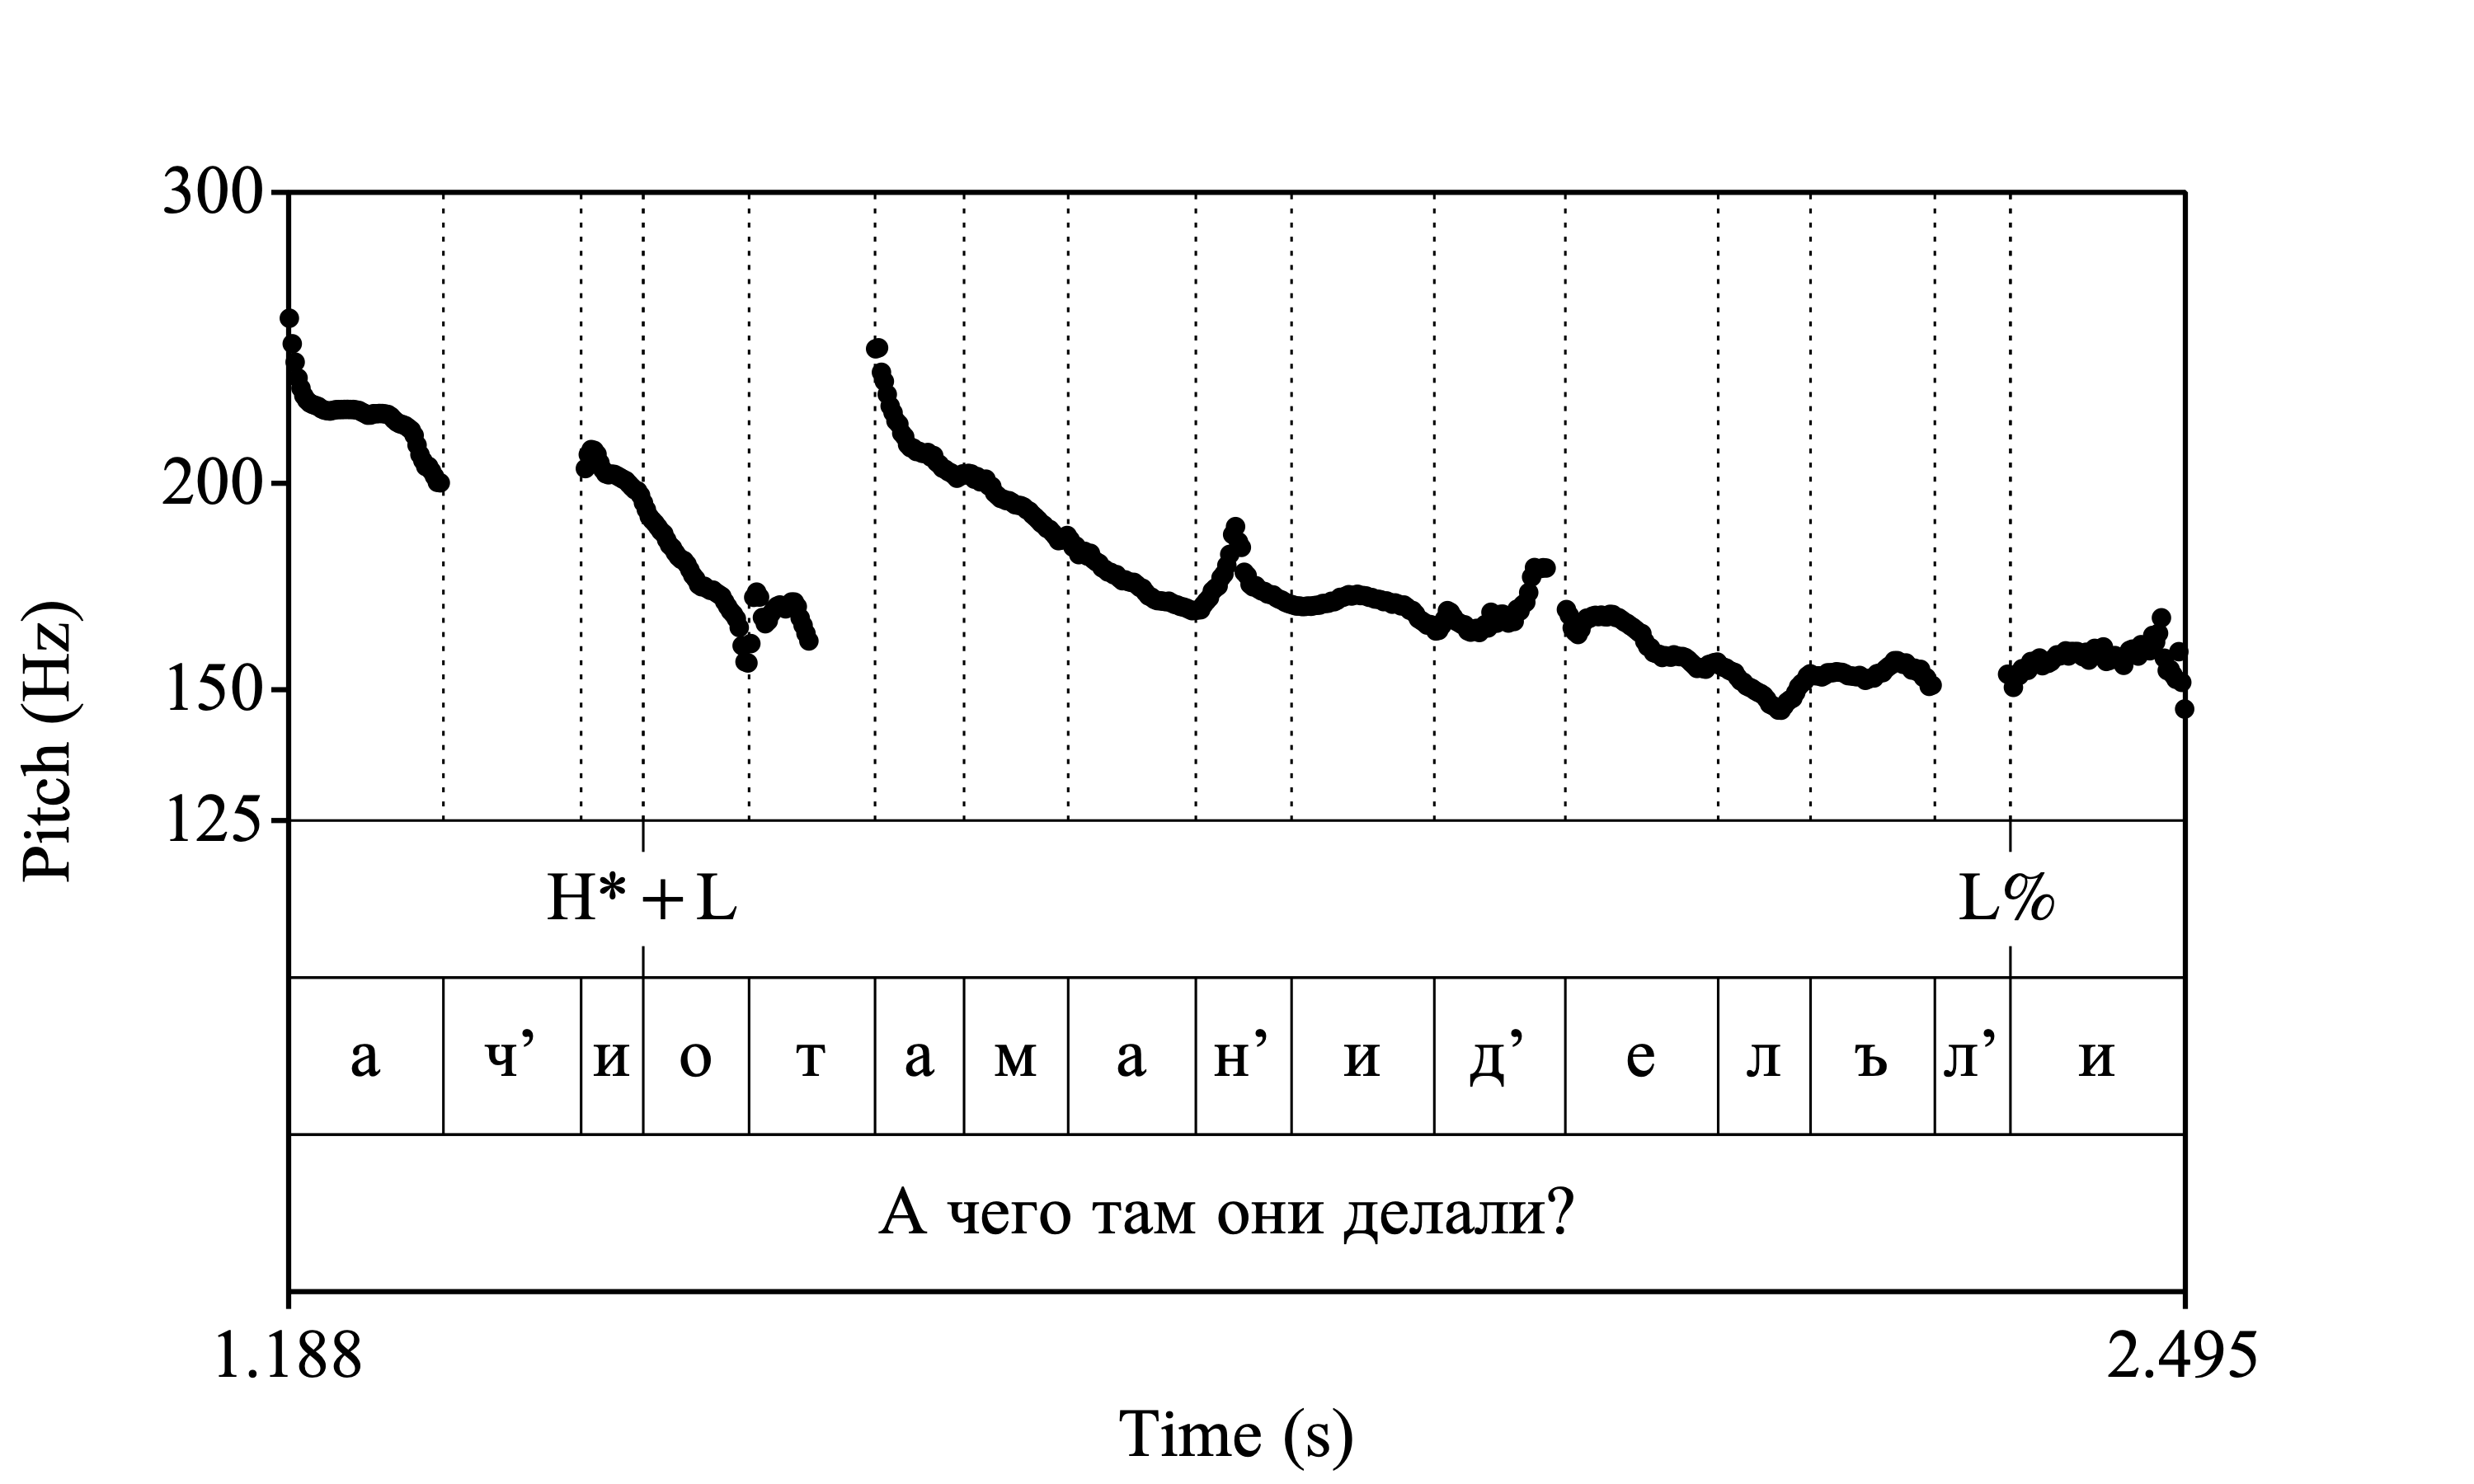 300
200
150
125
Pitch (Hz)
H*+L L%
а ч’ и о т а м а н’ и д’ е л ъ л’ и
А чего там они делали?
1.188 2.495
Time (s)